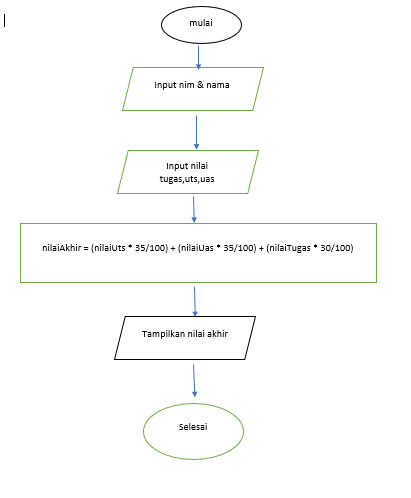 mulai
Input nim & nama
Input nilai
tugas,uts,uas
nilaiAkhir = (nilaiUts * 35/100) + (nilaiUas * 35/100) + (nilaiTugas * 30/100)
Tampilkan nilai akhir
Selesai